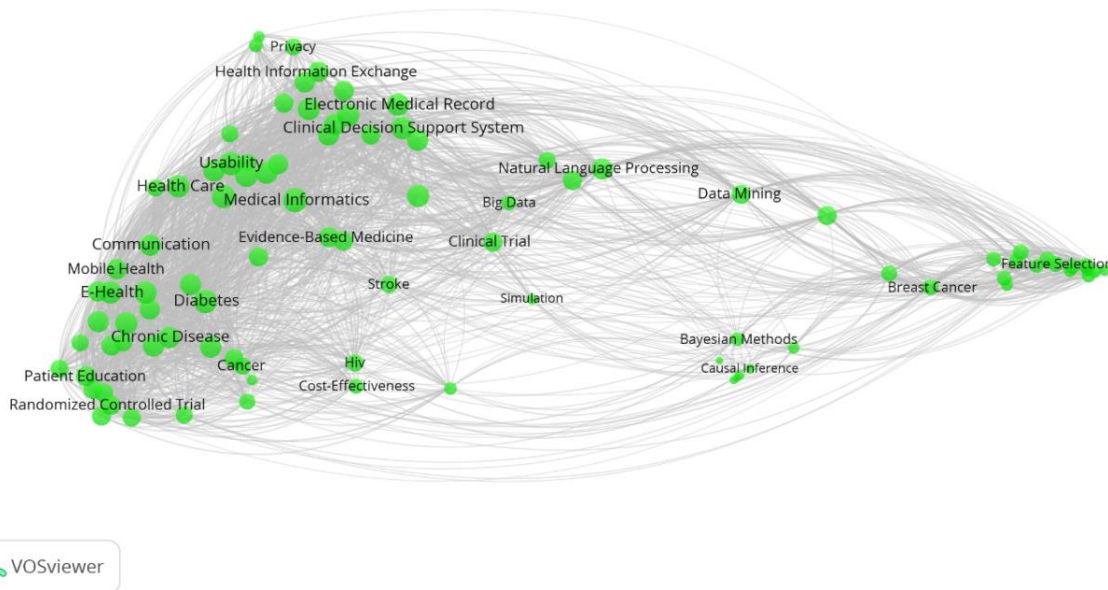 Privacy
Health Information Exchange
Electronic Medical Record
Clinical Decision Support System
Usability
Natural Language Processing
Health Care
Data Mining
Medical Informatics
Big Data
Evidence-Based Medicine
Communication
Clinical Trial
Mobile Health
Feature Selection
Stroke
Breast Cancer
E-Health
Diabetes
Simulation
Chronic Disease
Bayesian Methods
Hiv
Cancer
Causal Inference
Patient Education
Cost-Effectiveness
Randomized Controlled Trial
VOSviewer